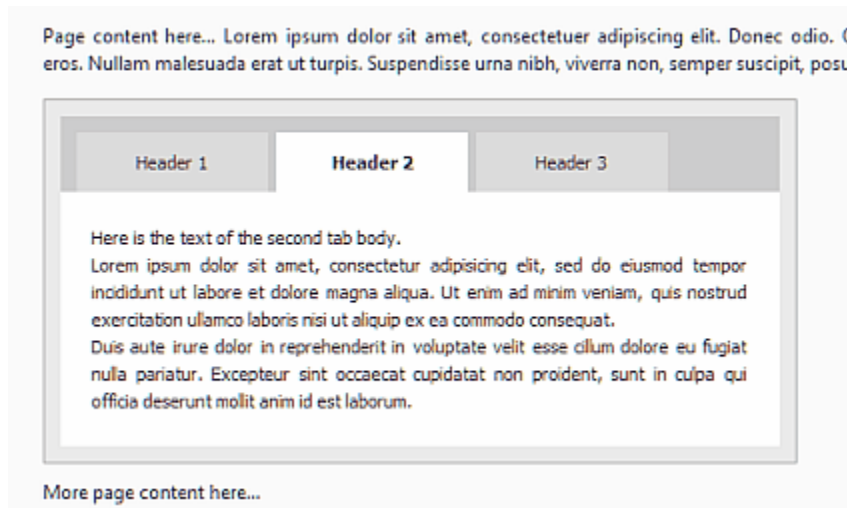 Page content here... Lorem ipsum dolor sit amet, consectetuer adipiscing elit. Donec odio.
eros. Nullam malesuada erat ut turpis. Suspendisse urna nibh, viverra non, semper suscipit, posu
Header 1 Header 2 Header 3
Here is the text of the second tab body.
Lorem ipsum dolor sit amet, consectetur adipisicing elit, sed do eiusmod tempor
incididunt ut labore et dolore magna aliqua. Ut enim ad minim veniam, quis nostrud
exercitation ullamco laboris nisi ut aliquip ex ea commodo consequat.
Duis aute irure dolor in reprehenderit in voluptate velit esse cillum dolore eu fugiat
nulla pariatur. Excepteur sint occaecat cupidatat non proident, sunt in culpa qui
officia deserunt mollit anim id est laborum.
More page content here...